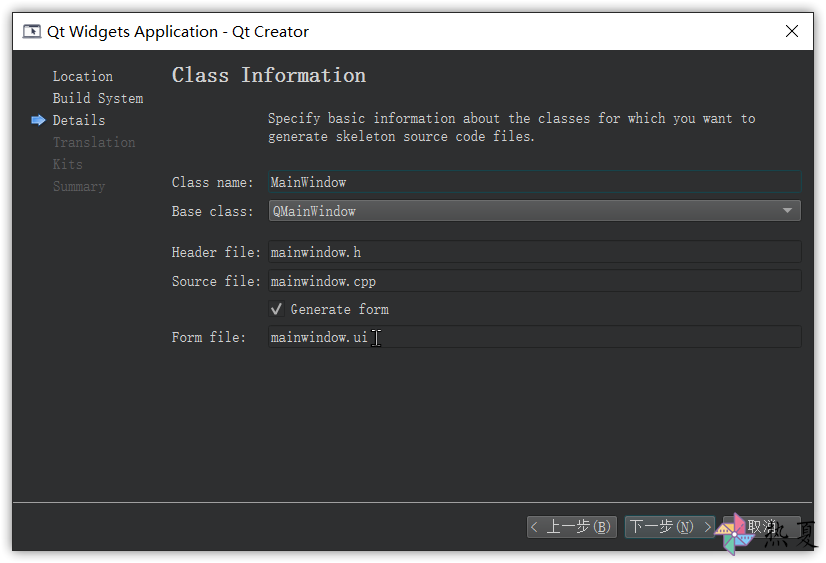 Qt Widgets Application - Qt Creator
Location
Build System
Details
Translation
Kits
Summary
Class Information
Specify basic information about the classes for which you want to
generate skeleton source code files.
Class name: MainWindow
Base class: QMainWindow
Header file: mainwindow.h
Source file: mainwindow.cpp
Generate form
Form file: mainwindow.ui
< 上一步(B) 下一步(N) > 取消
热夏